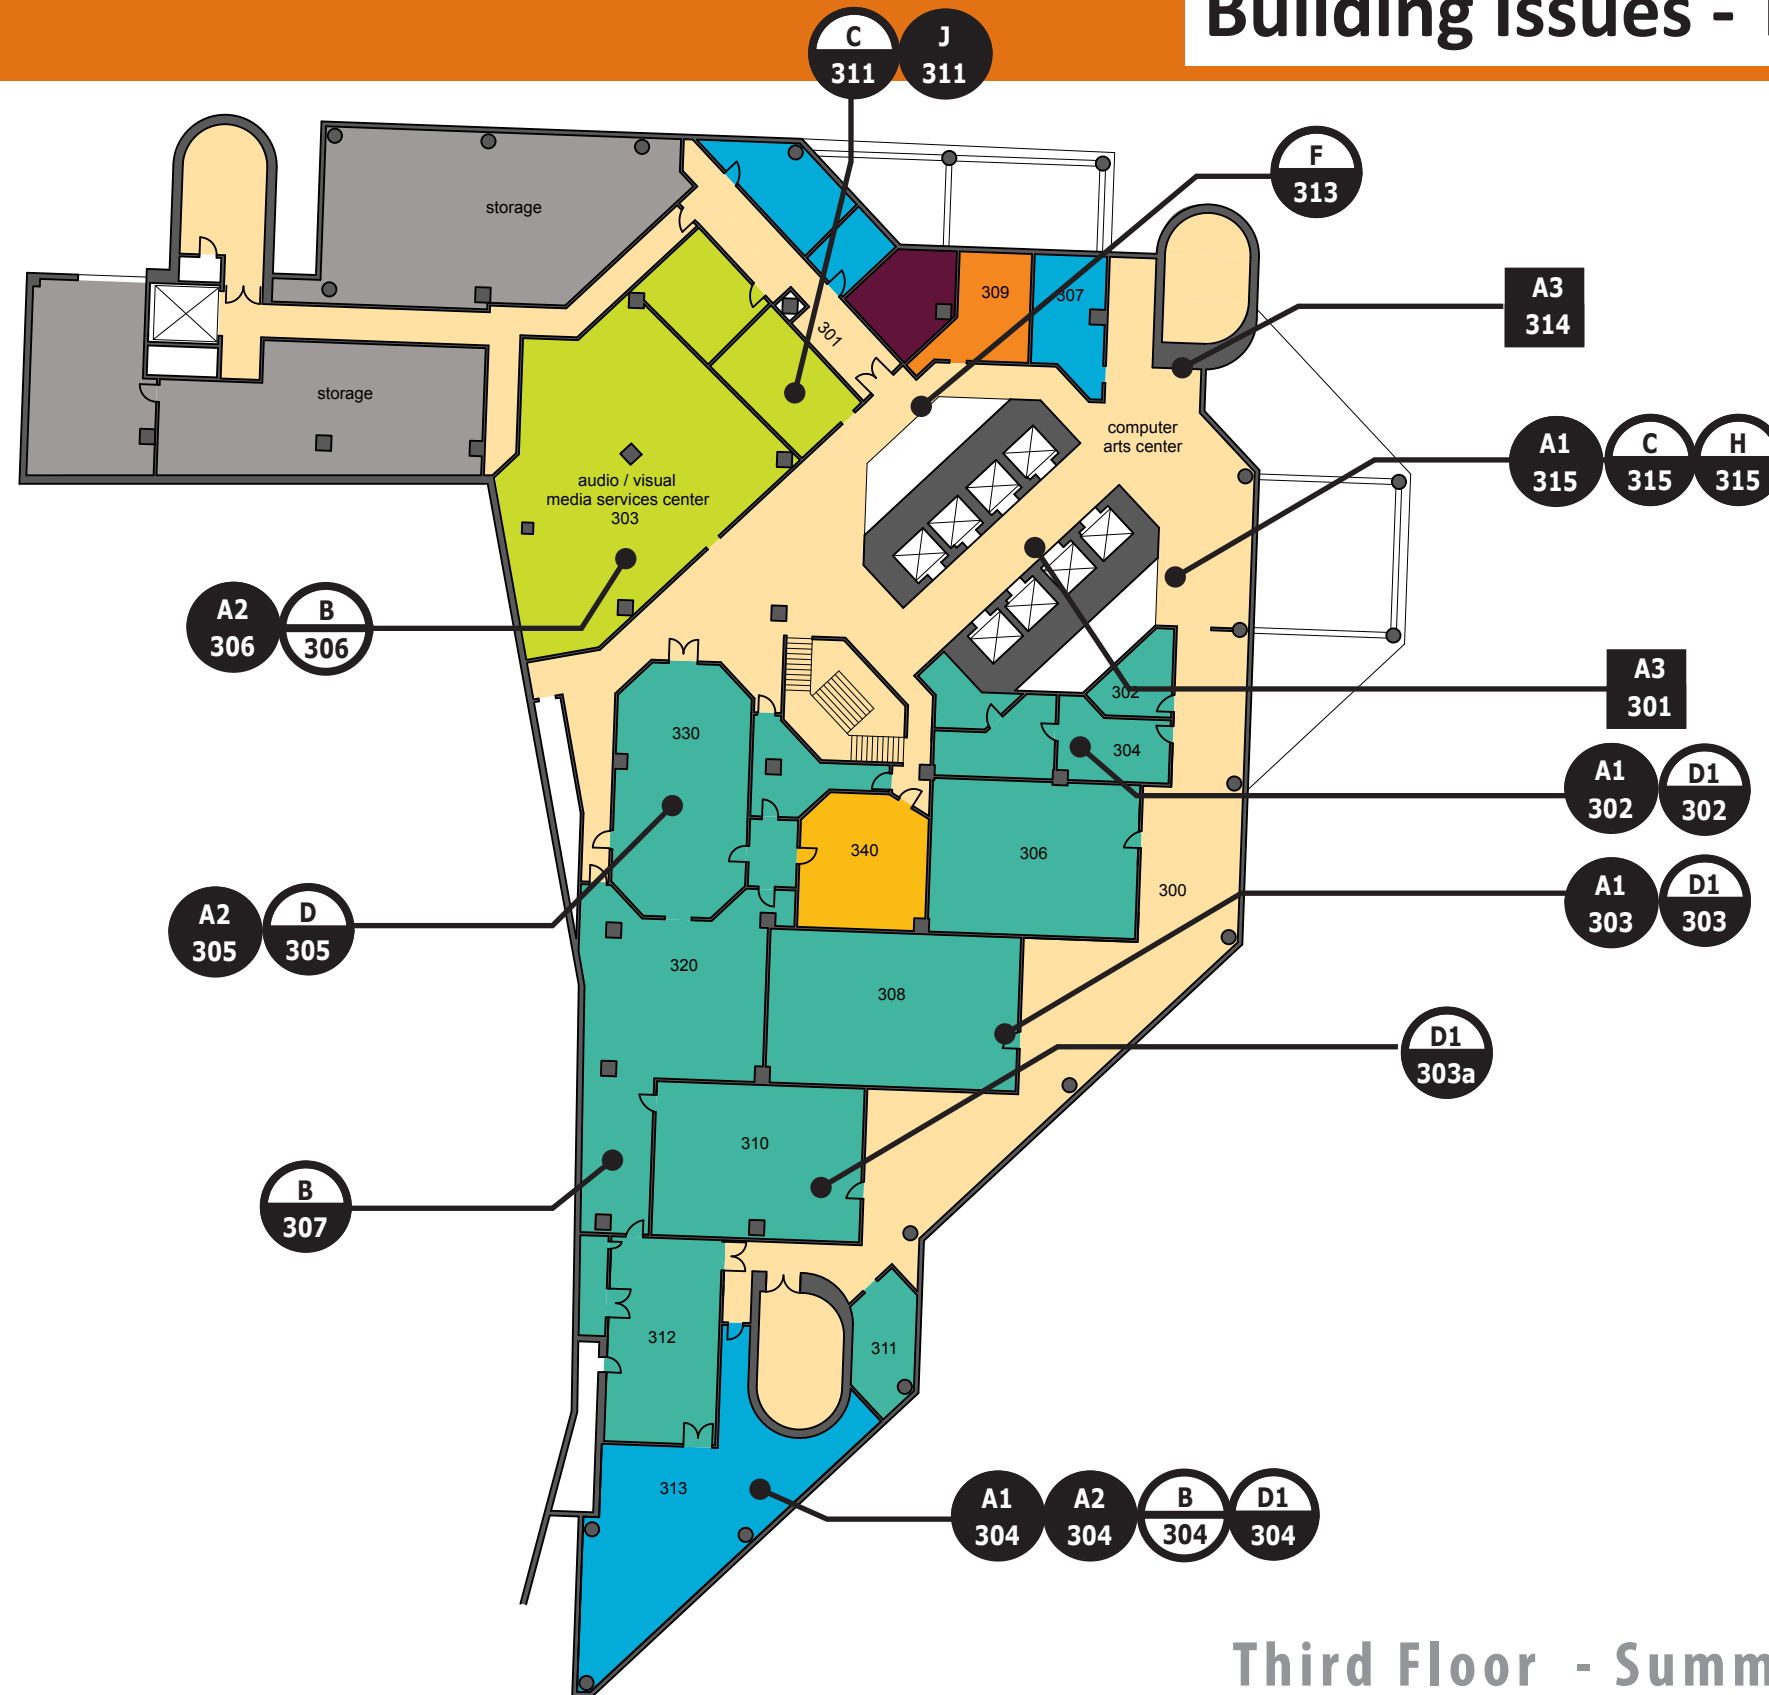 Building Issues -
C
311
J
311
F
313
storage
309
307
A3
314
301
storage
computer
arts center
A1
315
C
315
H
315
audio / visual
media services center
303
A2
306
B
306
A3
301
302
330
304
A1
302
D1
302
340
306
300
A1
303
D1
303
A2
305
D
305
320
308
D1
303a
310
B
307
312
311
313
A1
304
A2
304
B
304
D1
304
Third Floor - Summ